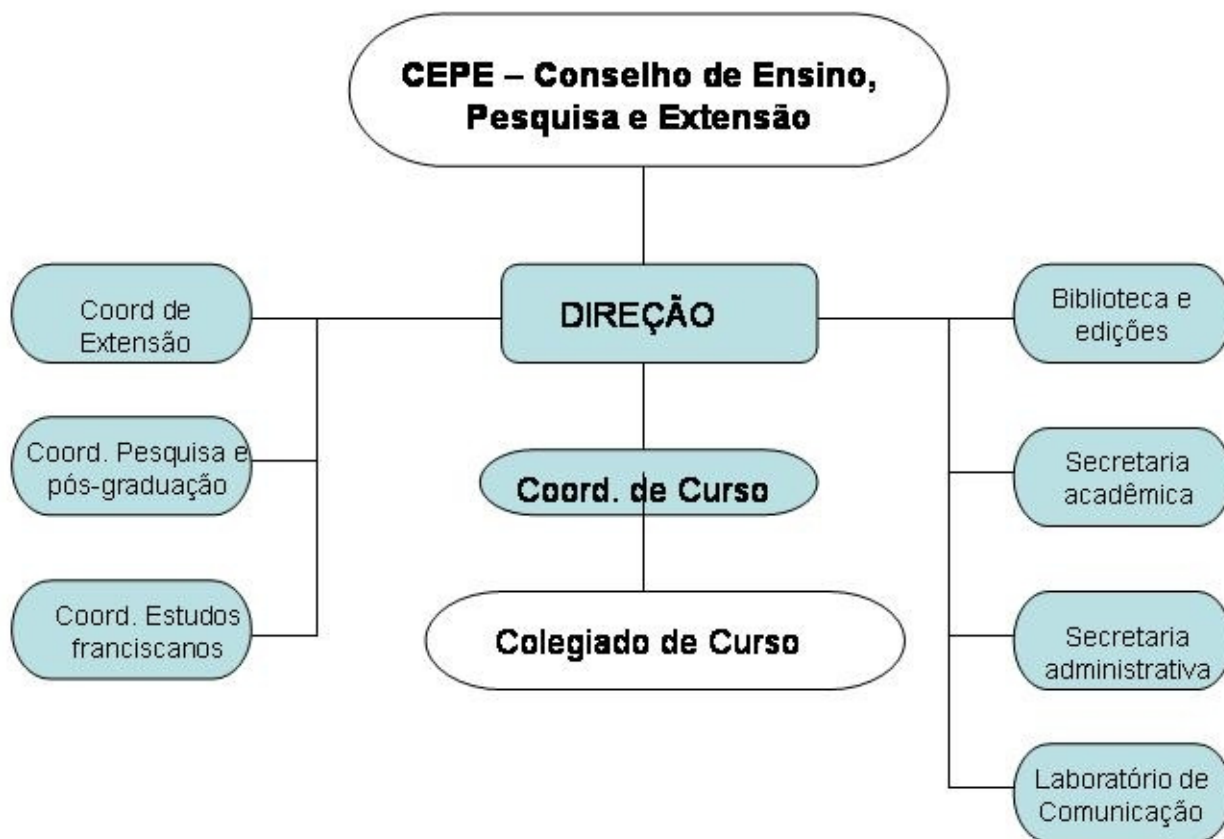 CEPE – Conselho de Ensino,
Pesquisa e Extensão
Coord de
Extensão
DIREÇÃO
Biblioteca e
edições
Coord. Pesquisa e
pós-graduação
Coord. de Curso
Secretaria
acadêmica
Coord. Estudos
franciscanos
Colegiado de Curso
Secretaria
administrativa
Laboratório de
Comunicação